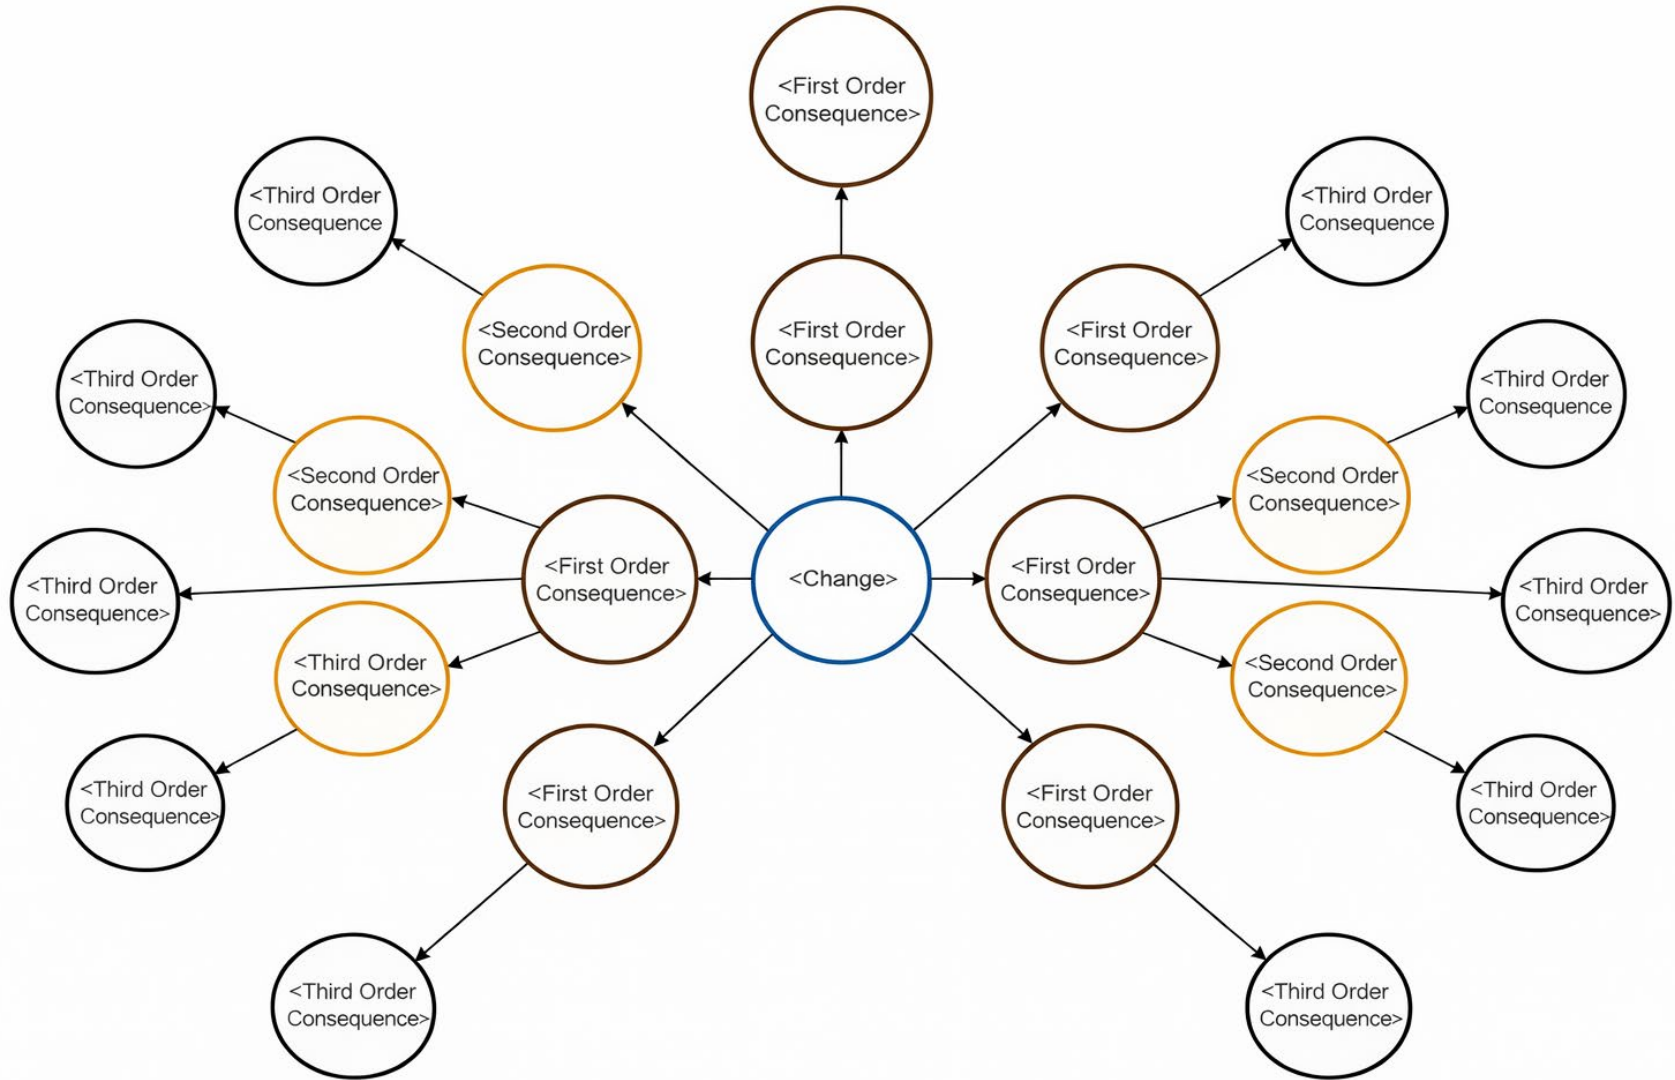 <First Order
Consequence>
<Third Order
Consequence
<Third Order
Consequence
<Second Order
Consequence>
<First Order
Consequence>
<First Order
Consequence>
<Third Order
Consequence>
<Third Order
Consequence
<Second Order
Consequence>
<Second Order
Consequence>
<Third Order
Consequence>
<First Order
Consequence>
<Change>
<First Order
Consequence>
<Third Order
Consequence>
<Third Order
Consequence>
<Second Order
Consequence>
<Third Order
Consequence>
<First Order
Consequence>
<First Order
Consequence>
<Third Order
Consequence>
<Third Order
Consequence>
<Third Order
Consequence>